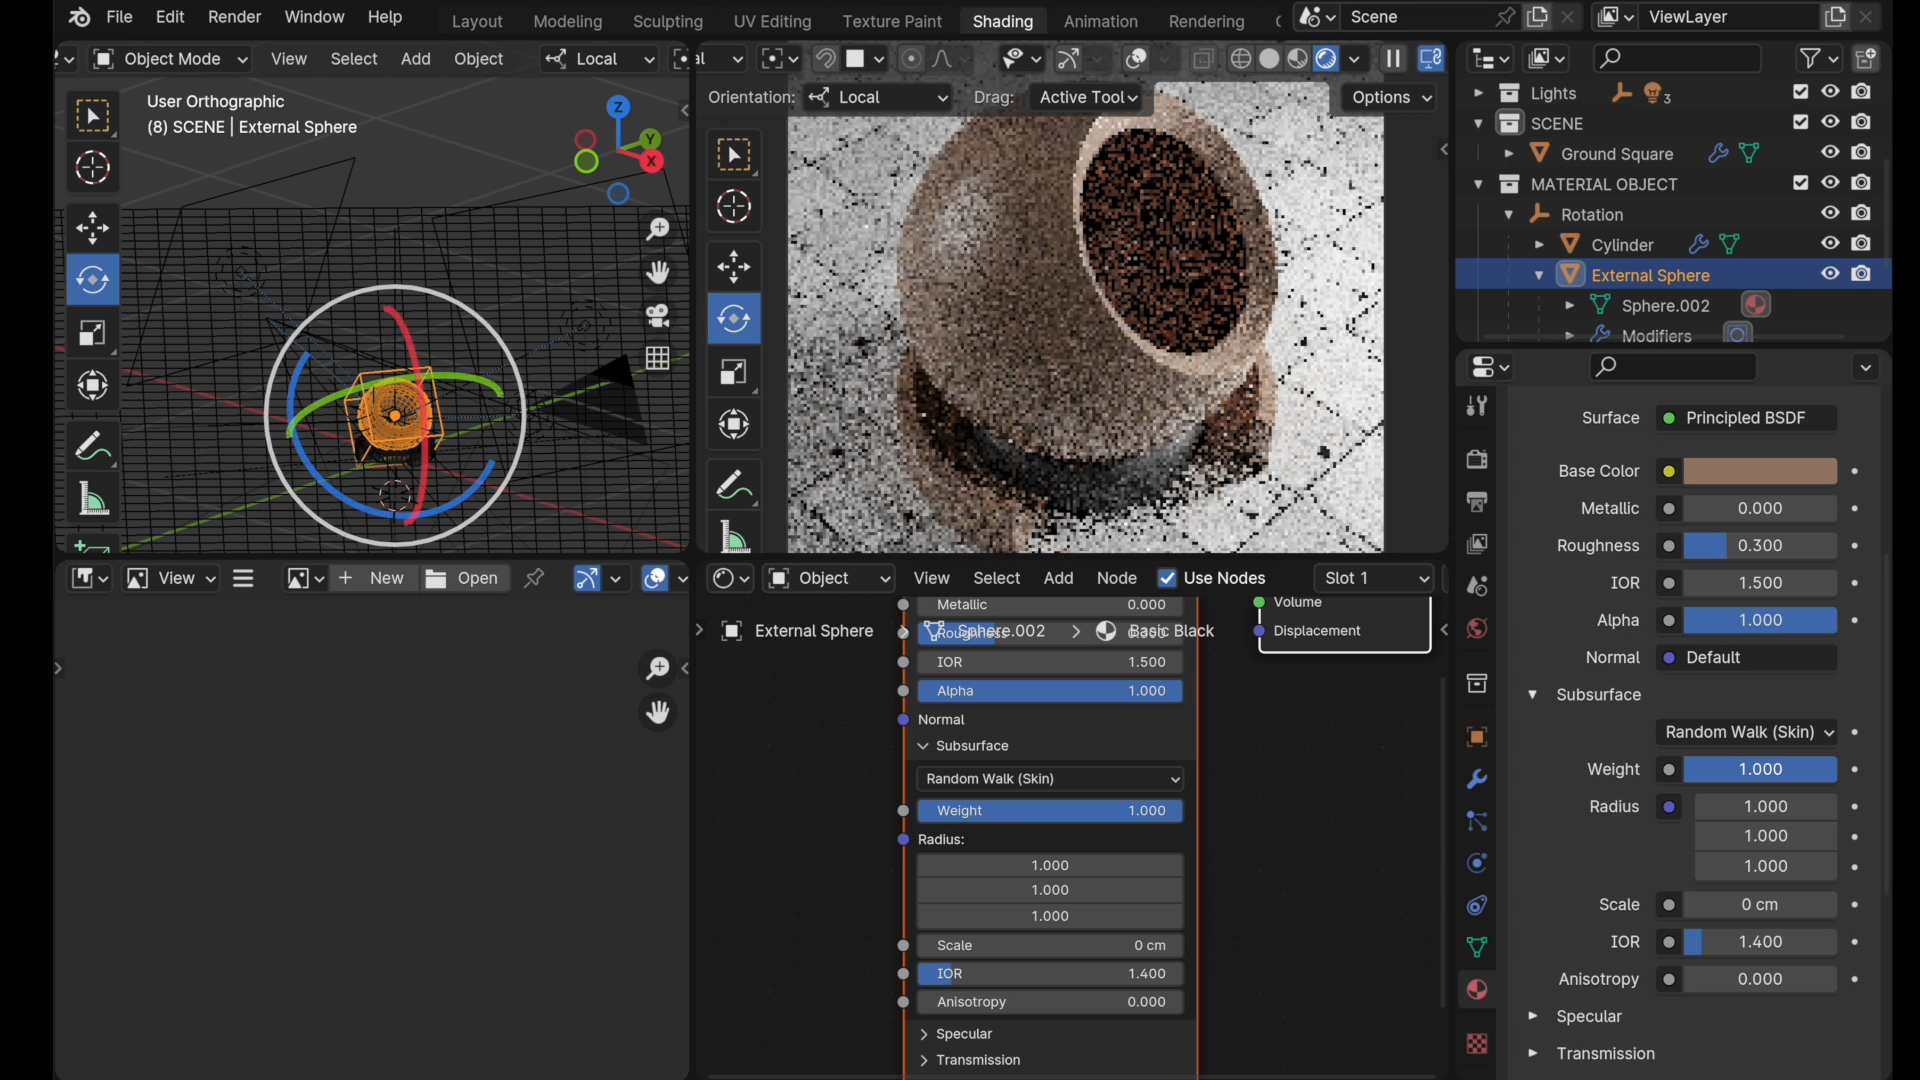 File Edit Render Window Help Layout Modeling Sculpting UV Editing Texture Paint Shading Animation Rendering Scene ViewLayer
Object Mode View Select Add Object Local
Orientation: Local Drag: Active Tool Options
User Orthographic
(8) SCENE | External Sphere
Z
Y
X
Lights 3
SCENE
Ground Square
MATERIAL OBJECT
Rotation
Cylinder
External Sphere
Sphere.002
Modifiers
Surface Principled BSDF
Base Color
Metallic 0.000
Roughness 0.300
IOR 1.500
Alpha 1.000
Normal Default
Subsurface
Random Walk (Skin)
Weight 1.000
Radius 1.000
1.000
1.000
Scale 0 cm
IOR 1.400
Anisotropy 0.000
Specular
Transmission
View New Open
Object View Select Add Node Use Nodes Slot 1
External Sphere Sphere.002 Basic Black
Metallic 0.000
Roughness
IOR 1.500
Alpha 1.000
Normal
Subsurface
Random Walk (Skin)
Weight 1.000
Radius:
1.000
1.000
1.000
Scale 0 cm
IOR 1.400
Anisotropy 0.000
Specular
Transmission
Volume
Displacement